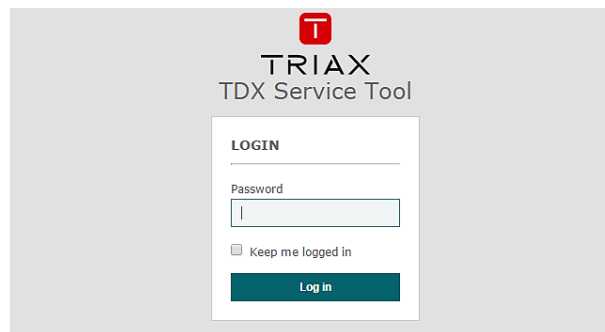 TRIAX
TDX Service Tool
LOGIN
Password
Keep me logged in
Log in